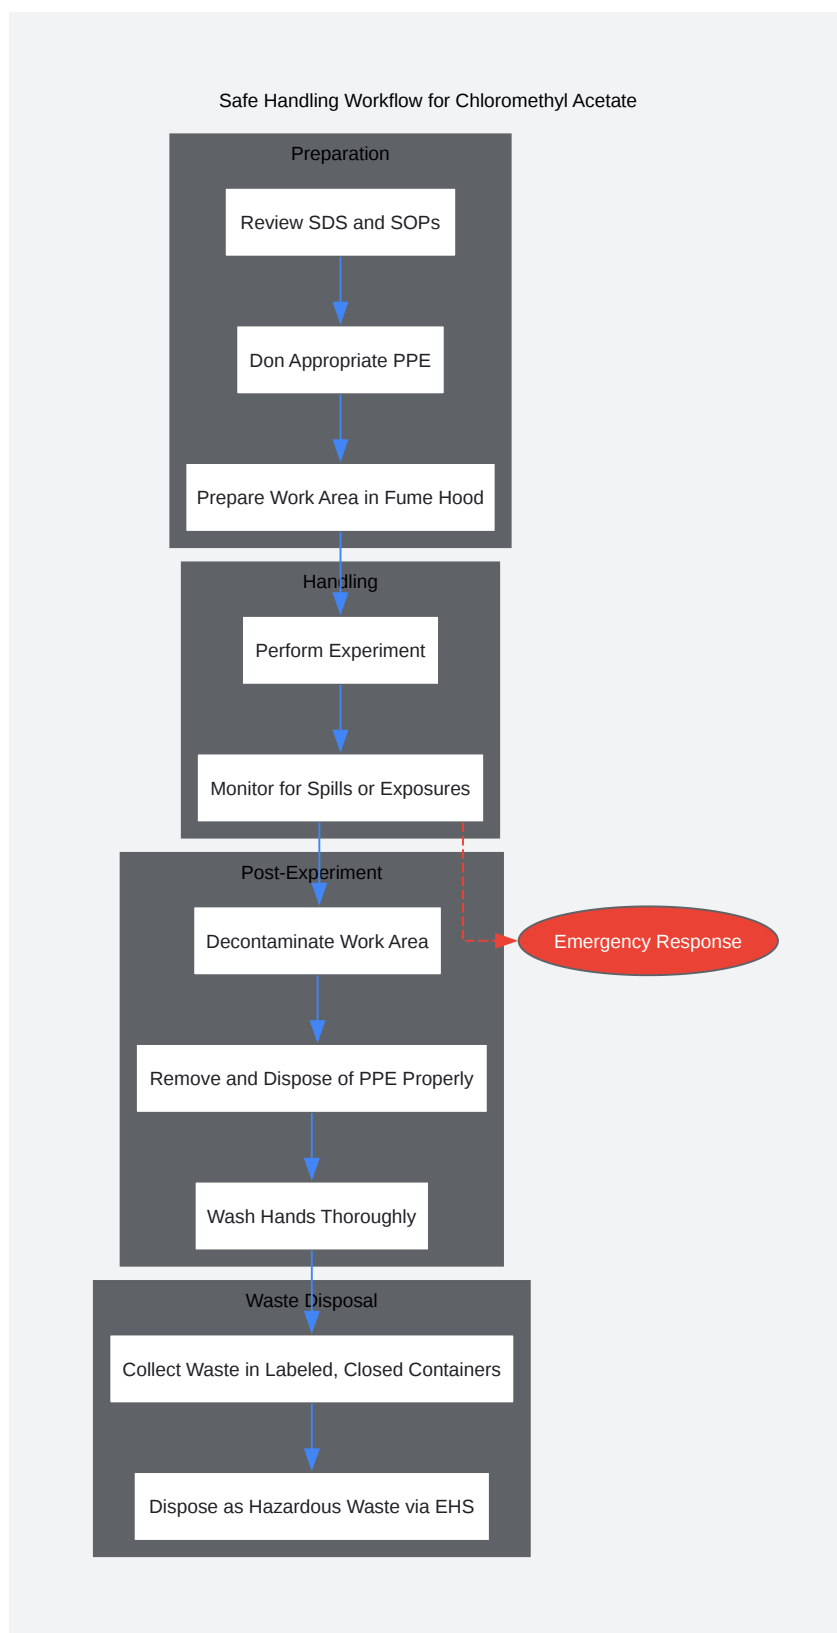 Safe Handling Workflow for Chloromethyl Acetate
Preparation
Review SDS and SOPs
Don Appropriate PPE
Prepare Work Area in Fume Hood
Handling
Perform Experiment
Monitor for Spills or Exposures
Post-Experiment
Decontaminate Work Area
Emergency Response
Remove and Dispose of PPE Properly
Wash Hands Thoroughly
Waste Disposal
Collect Waste in Labeled, Closed Containers
Dispose as Hazardous Waste via EHS